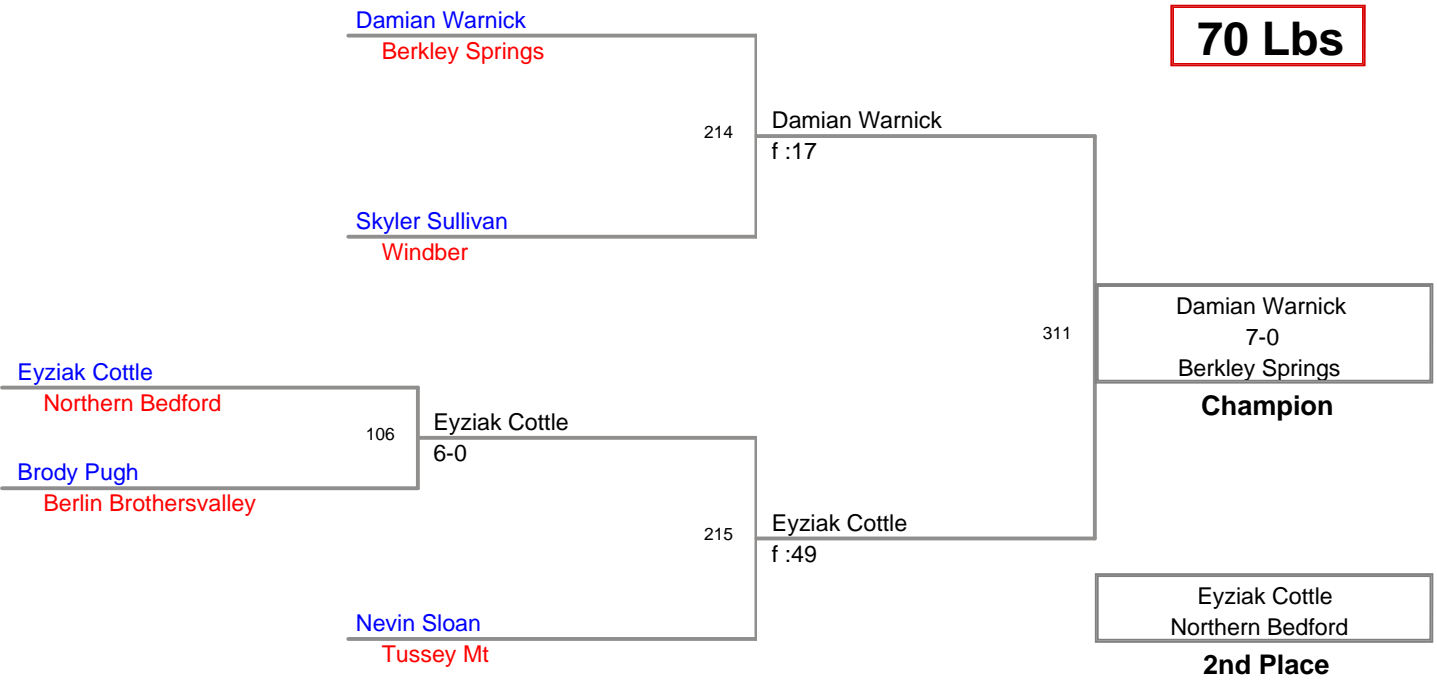 Damian Warnick
70 Lbs
Berkley Springs
Damian Warnick
214
f :17
Skyler Sullivan
Windber
Damian Warnick
311
7-0
Berkley Springs
Eyziak Cottle
Northern Bedford
Champion
Eyziak Cottle
106
6-0
Brody Pugh
Berlin Brothersvalley
Eyziak Cottle
215
f :49
Eyziak Cottle
Nevin Sloan
Northern Bedford
Tussey Mt
2nd Place